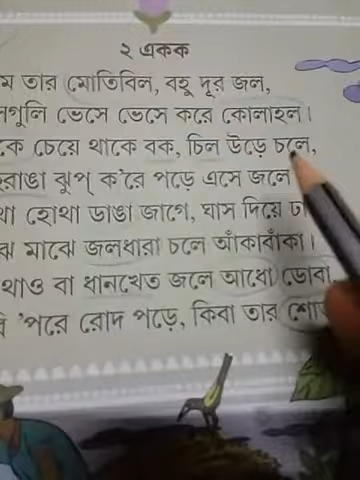 ২ একক
ম তার মোতিবিল, বহু দূর জল,
সগুলি ভেসে ভেসে করে কোলাহল।
কে চেয়ে থাকে বক, চিল উড়ে চলে,
রাঙা ঝুপ্ ক'রে পড়ে এসে জলে
থা হোথা ডাঙা জাগে, ঘাস দিয়ে ঢা
ঝ মাঝে জলধারা চলে আঁকাবাঁকা।
থাও বা ধানখেত জলে আধো ডোবা
'পরে রোদ পড়ে, কিবা তার শো